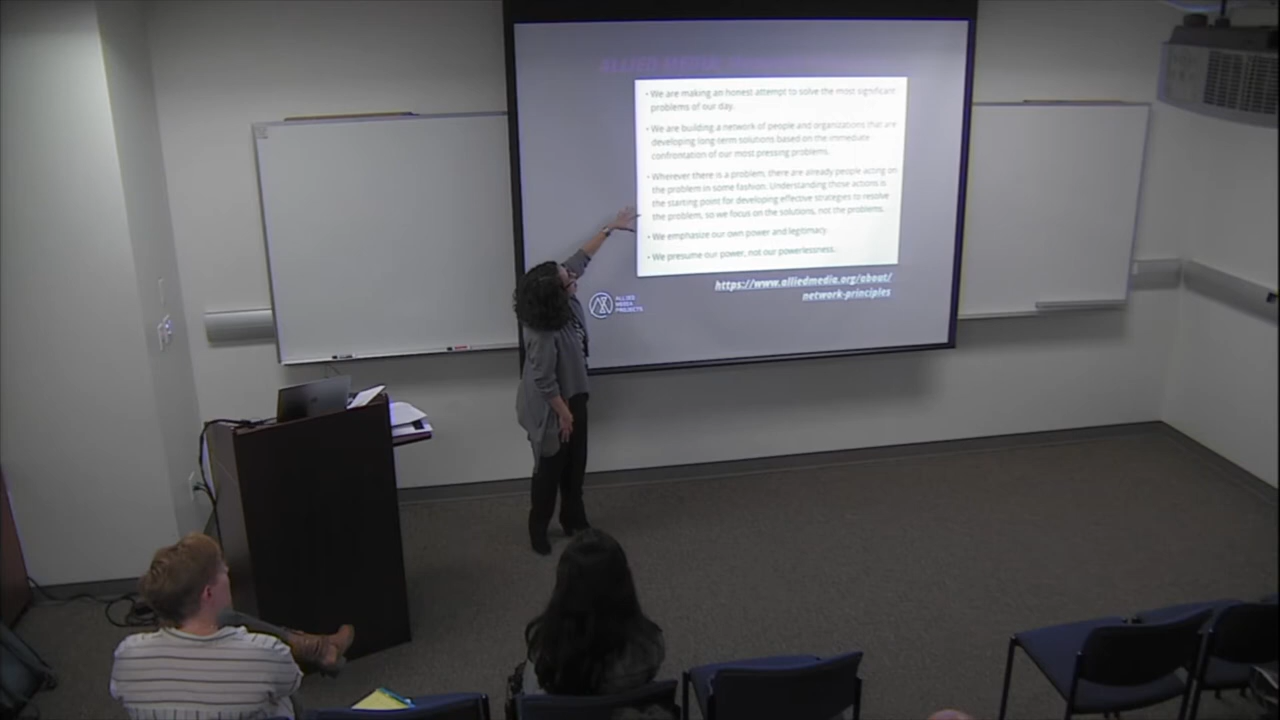 ALLIED MEDIA
• We are making an honest attempt to solve the most significant
problems of our day.
• We are building a network of people and organizations that are
developing long-term solutions based on the immediate
confrontation of our most pressing problems.
• Wherever there is a problem, there are already people acting on
the problem in some fashion. Understanding those actions is
the starting point for developing effective strategies to resolve
the problem, so we focus on the solutions, not the problems.
• We emphasize our own power and legitimacy.
• We presume our power, not our powerlessness.
https://www.alliedmedia.org/about/
network-principles
ALLIED
MEDIA
PROJECTS